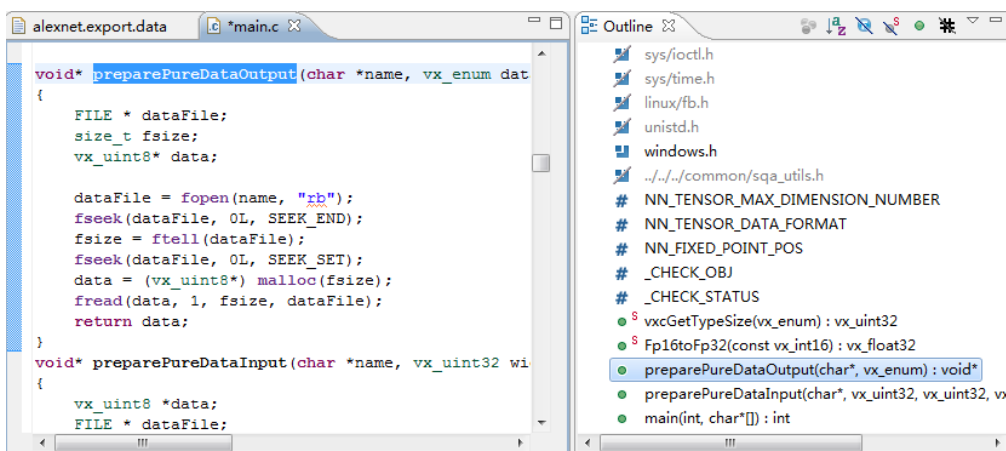 alexnet.export.data
*main.c
void* preparePureDataOutput(char *name, vx_enum dat
{
FILE * dataFile;
size_t fsize;
vx_uint8* data;
dataFile = fopen(name, "rb");
fseek(dataFile, 0L, SEEK_END);
fsize = ftell(dataFile);
fseek(dataFile, 0L, SEEK_SET);
data = (vx_uint8*) malloc(fsize);
fread(data, 1, fsize, dataFile);
return data;
}
void* preparePureDataInput(char *name, vx_uint32 wi
{
vx_uint8 *data;
FILE * dataFile;
Outline
sys/ioctl.h
sys/time.h
linux/fb.h
unistd.h
windows.h
../../../common/sqa_utils.h
# NN_TENSOR_MAX_DIMENSION_NUMBER
# NN_TENSOR_DATA_FORMAT
# NN_FIXED_POINT_POS
# _CHECK_OBJ
# _CHECK_STATUS
S vxcGetTypeSize(vx_enum) : vx_uint32
S Fp16toFp32(const vx_int16) : vx_float32
preparePureDataOutput(char*, vx_enum) : void*
preparePureDataInput(char*, vx_uint32, vx_uint32, vx
main(int, char*[]) : int